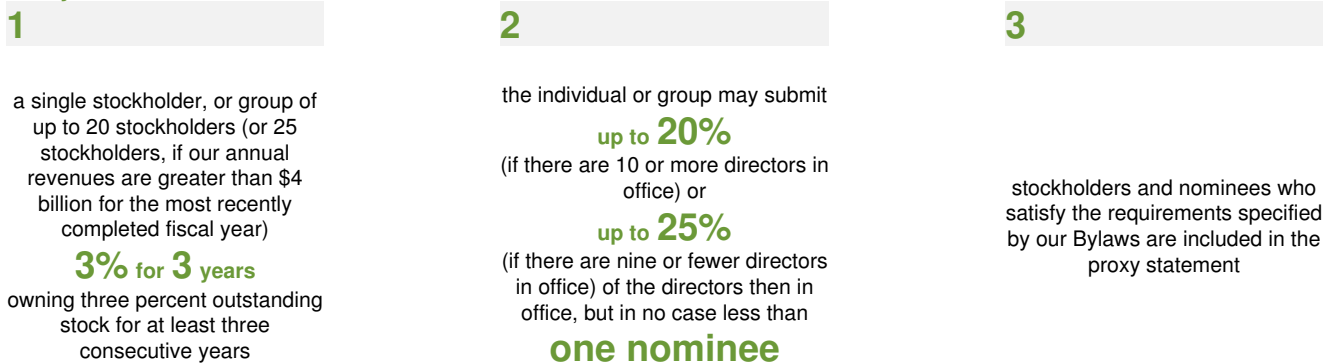 1
a single stockholder, or group of
up to 20 stockholders (or 25
stockholders, if our annual
revenues are greater than $4
billion for the most recently
completed fiscal year)
3% for 3 years
owning three percent outstanding
stock for at least three
consecutive years
2
the individual or group may submit
up to 20%
(if there are 10 or more directors in
office) or
up to 25%
(if there are nine or fewer directors
in office) of the directors then in
office, but in no case less than
one nominee
3
stockholders and nominees who
satisfy the requirements specified
by our Bylaws are included in the
proxy statement